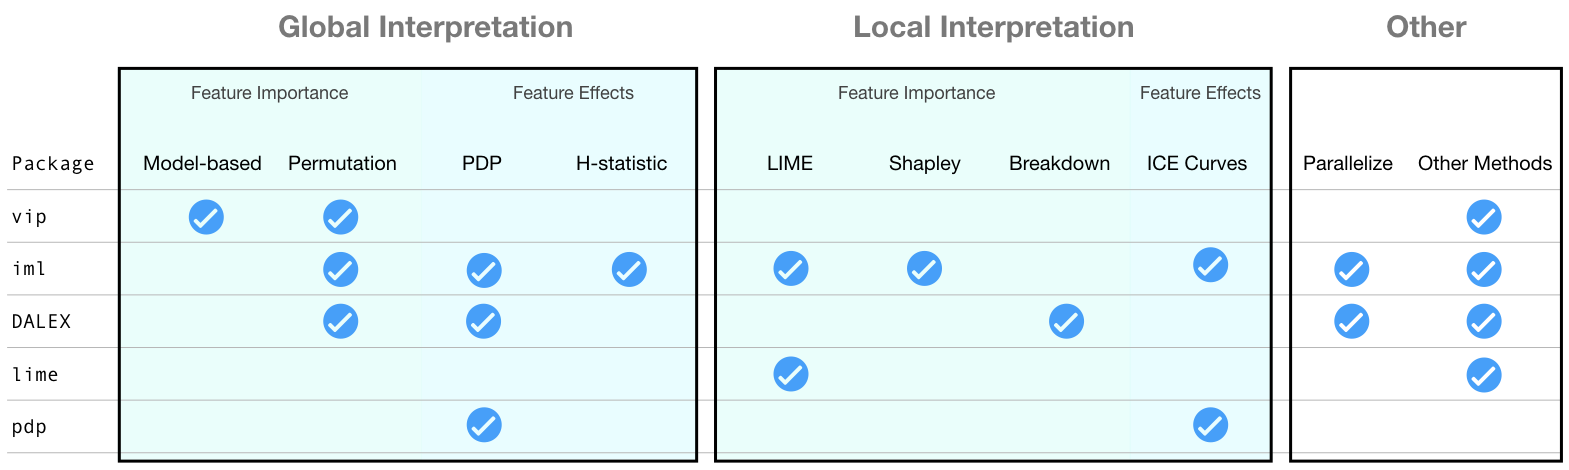 Global Interpretation Local Interpretation Other
Feature Importance Feature Effects Feature Importance Feature Effects
Package Model-based Permutation PDP H-statistic LIME Shapley Breakdown ICE Curves Parallelize Other Methods
vip
iml
DALEX
lime
pdp